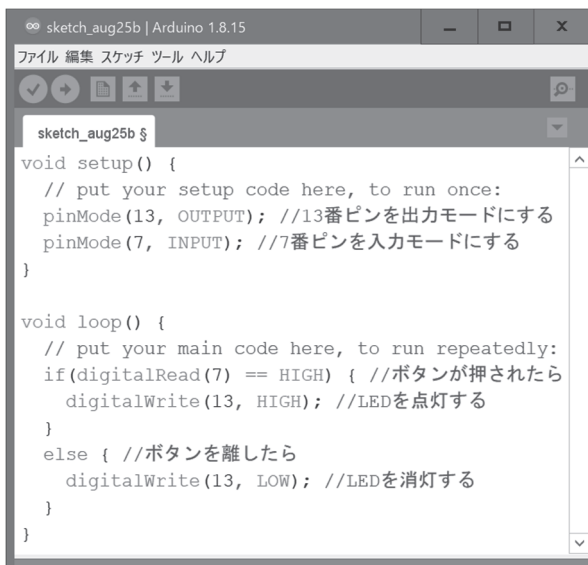 sketch_aug25b | Arduino 1.8.15
ファイル 編集 スケッチ ツール ヘルプ
sketch_aug25b §
void setup() {
  // put your setup code here, to run once:
  pinMode(13, OUTPUT); //13番ピンを出力モードにする
  pinMode(7, INPUT); //7番ピンを入力モードにする
}

void loop() {
  // put your main code here, to run repeatedly:
  if(digitalRead(7) == HIGH) { //ボタンが押されたら
    digitalWrite(13, HIGH); //LEDを点灯する
  }
  else { //ボタンを離したら
    digitalWrite(13, LOW); //LEDを消灯する
  }
}